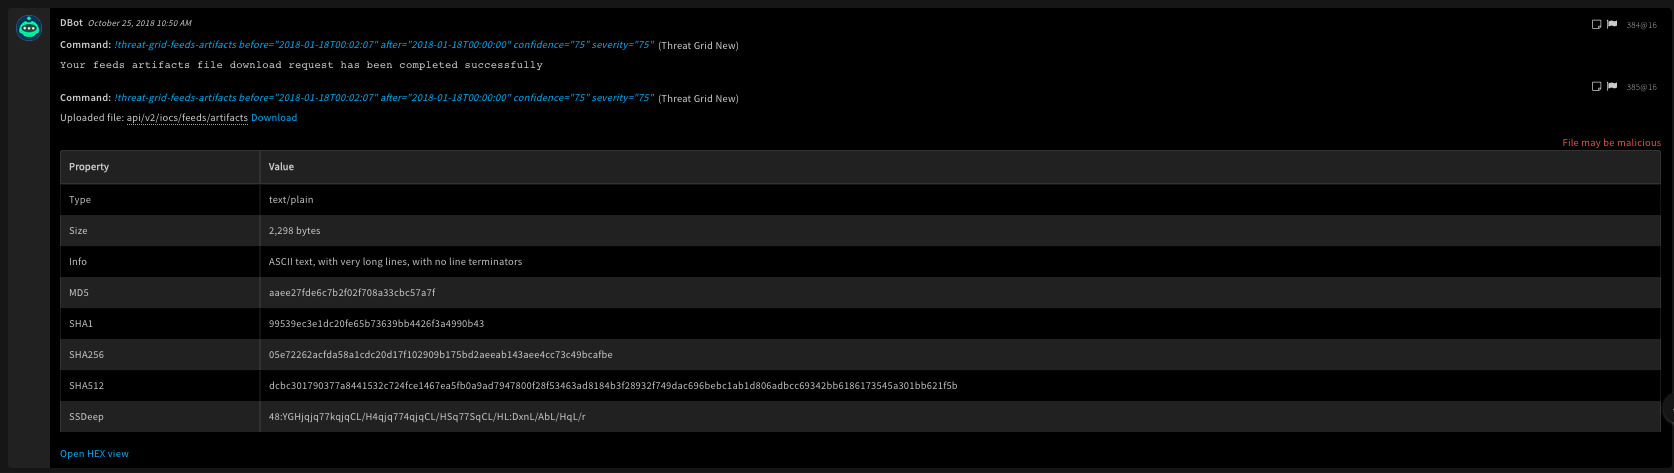 DBot October 25, 2018 10:50 AM
384@16
Command: !threat-grid-feeds-artifacts before="2018-01-18T00:02:07" after="2018-01-18T00:00:00" confidence="75" severity="75" (Threat Grid New)
Your feeds artifacts file download request has been completed successfully
385@16
Command: !threat-grid-feeds-artifacts before="2018-01-18T00:02:07" after="2018-01-18T00:00:00" confidence="75" severity="75" (Threat Grid New)
Uploaded file: api/v2/iocs/feeds/artifacts Download
File may be malicious
Property Value
Type text/plain
Size 2,298 bytes
Info ASCII text, with very long lines, with no line terminators
MD5 aaee27fde6c7b2f02f708a33cbc57a7f
SHA1 99539ec3e1dc20fe65b73639bb4426f3a4990b43
SHA256 05e72262acfda58a1cdc20d17f102909b175bd2aeeab143aee4cc73c49bcafbe
SHA512 dcbc301790377a8441532c724fce1467ea5fb0a9ad7947800f28f53463ad8184b3f28932f749dac696bebc1ab1d806adbcc69342bb6186173545a301bb621f5b
SSDeep 48:YGHjqjq77kqjqCL/H4qjq774qjqCL/HSq77SqCL/HL:DxnL/AbL/HqL/r
Open HEX view